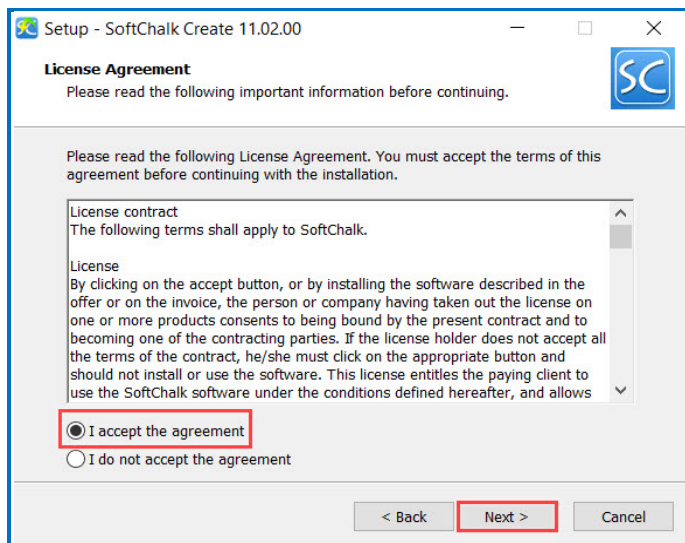 Setup - SoftChalk Create 11.02.00
License Agreement
Please read the following important information before continuing.
SC
Please read the following License Agreement. You must accept the terms of this
agreement before continuing with the installation.
License contract
The following terms shall apply to SoftChalk.
License
By clicking on the accept button, or by installing the software described in the
offer or on the invoice, the person or company having taken out the license on
one or more products consents to being bound by the present contract and to
becoming one of the contracting parties. If the license holder does not accept all
the terms of the contract, he/she must click on the appropriate button and
should not install or use the software. This license entitles the paying client to
use the SoftChalk software under the conditions defined hereafter, and allows
I accept the agreement
I do not accept the agreement
< Back
Next >
Cancel